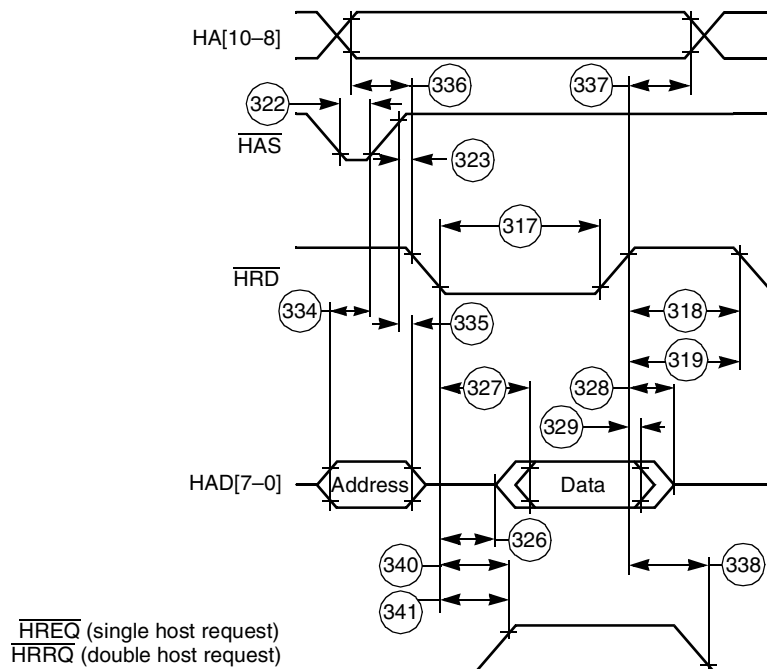 HA[10–8]
336
337
322
HAS
323
317
HRD
334
335
318
319
327
328
329
HAD[7–0]
Address
Data
326
340
338
341
HREQ (single host request)
HRRQ (double host request)